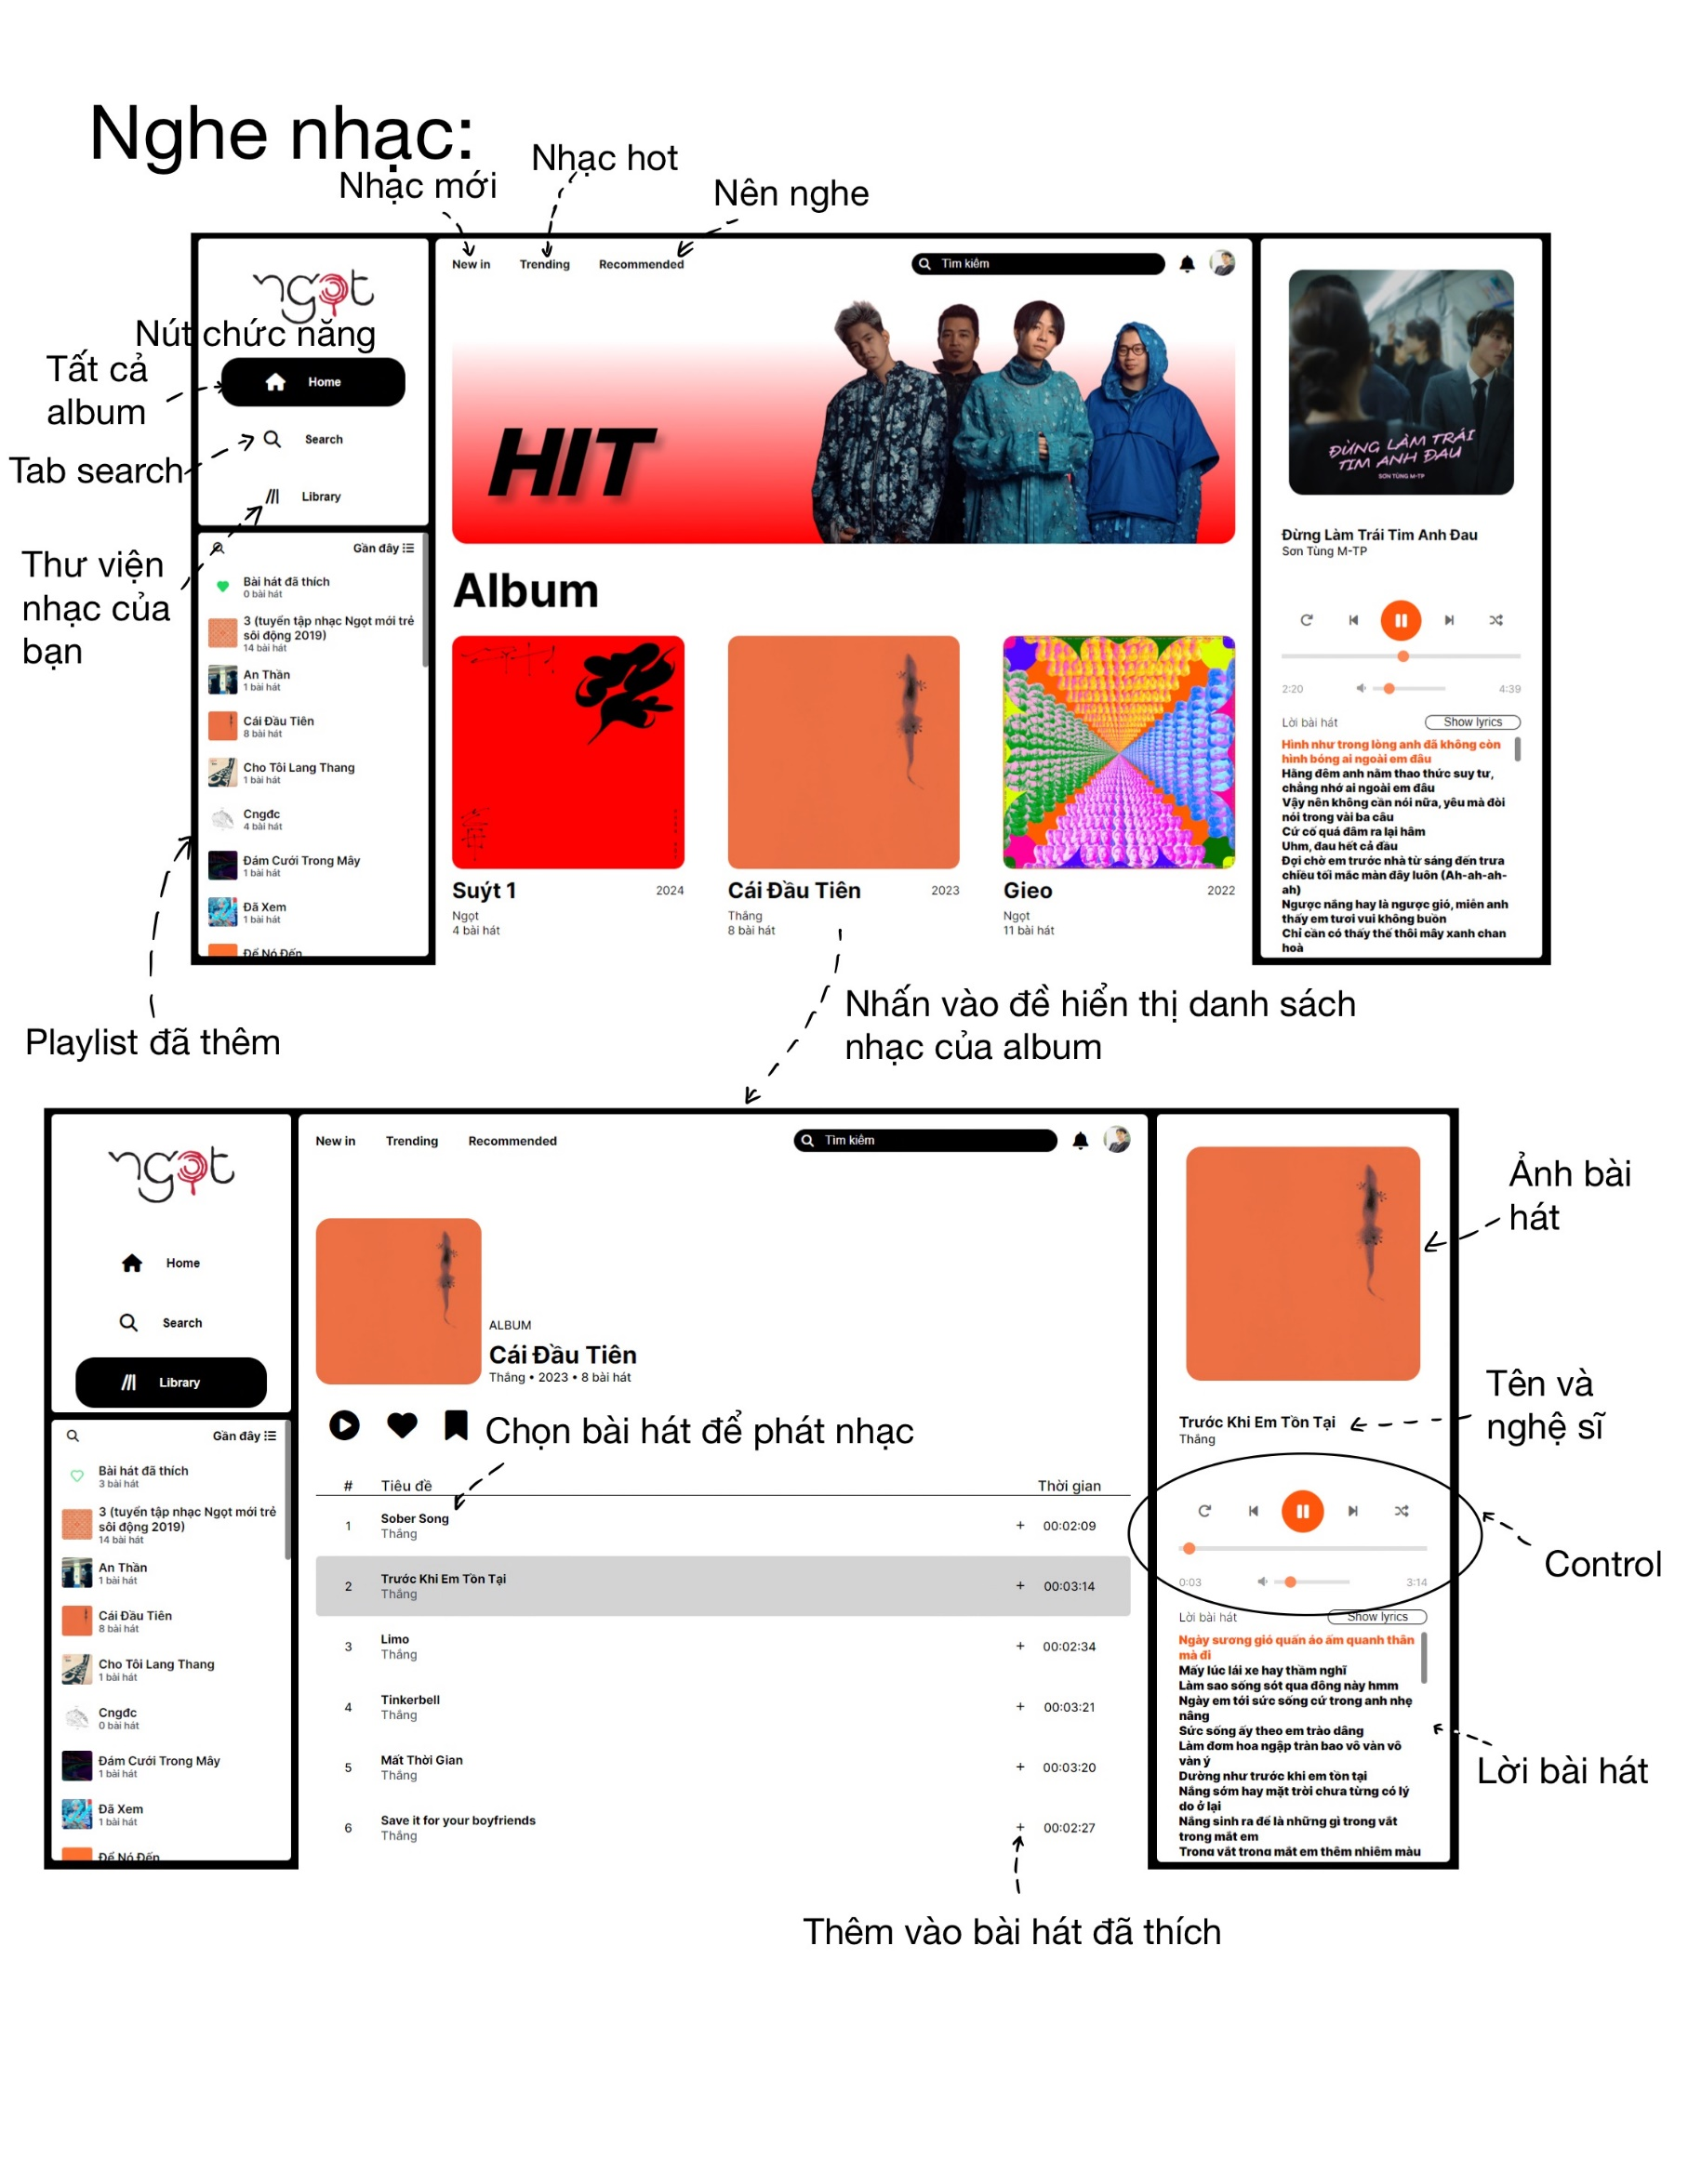 Nghe nhạc:
Nhạc mới
Nhạc hot
Nên nghe
ngọt
Nút chức năng
Tất cả
album
Tab search
Thư viện
nhạc của
bạn
Playlist đã thêm
Home
Search
Library
Gần đây
Bài hát đã thích
0 bài hát
3 (tuyển tập nhạc Ngọt mới trẻ
sôi động 2019)
14 bài hát
An Thần
1 bài hát
Cái Đầu Tiên
8 bài hát
Cho Tôi Lang Thang
1 bài hát
Cngđc
4 bài hát
Đám Cưới Trong Mây
1 bài hát
Đã Xem
1 bài hát
Để Nó Đến
New in
Trending
Recommended
Tìm kiếm
HIT
Album
Suýt 1
2024
Ngọt
4 bài hát
Cái Đầu Tiên
2023
Thắng
8 bài hát
Gieo
2022
Ngọt
11 bài hát
ĐỪNG LÀM TRÁI
TIM ANH ĐAU
SƠN TÙNG M-TP
Đừng Làm Trái Tim Anh Đau
Sơn Tùng M-TP
2:20
4:39
Lời bài hát
Show lyrics
Hình như trong lòng anh đã không còn
hình bóng ai ngoài em đâu
Hằng đêm anh nằm thao thức suy tư,
chẳng nhớ ai ngoài em đâu
Vậy nên không cần nói nữa, yêu mà đòi
nói trong vài ba câu
Cứ cố quá đâm ra lại hâm
Uhm, đau hết cả đầu
Đợi chờ em trước nhà từ sáng đến trưa
chiều tối mắc màn đây luôn (Ah-ah-ah-
ah)
Ngược nắng hay là ngược gió, miễn anh
thấy em tươi vui không buồn
Chỉ cần có thấy thế thôi mây xanh chan
hoà
Nhấn vào đề hiển thị danh sách
nhạc của album
ngọt
Home
Search
Library
Gần đây
Bài hát đã thích
3 bài hát
3 (tuyển tập nhạc Ngọt mới trẻ
sôi động 2019)
14 bài hát
An Thần
1 bài hát
Cái Đầu Tiên
8 bài hát
Cho Tôi Lang Thang
1 bài hát
Cngđc
0 bài hát
Đám Cưới Trong Mây
1 bài hát
Đã Xem
1 bài hát
Để Nó Đến
New in
Trending
Recommended
Tìm kiếm
ALBUM
Cái Đầu Tiên
Thắng • 2023 • 8 bài hát
Chọn bài hát để phát nhạc
# Tiêu đề Thời gian
1 Sober Song + 00:02:09
Thắng
2 Trước Khi Em Tồn Tại + 00:03:14
Thắng
3 Limo + 00:02:34
Thắng
4 Tinkerbell + 00:03:21
Thắng
5 Mất Thời Gian + 00:03:20
Thắng
6 Save it for your boyfriends + 00:02:27
Thắng
Thêm vào bài hát đã thích
Trước Khi Em Tồn Tại
Thắng
0:03
3:14
Lời bài hát
Show lyrics
Ngày sương gió quấn áo ấm quanh thân
mà đi
Mấy lúc lái xe hay thầm nghĩ
Làm sao sống sót qua đông này hmm
Ngày em tới sức sống cứ trong anh nhẹ
nâng
Sức sống ấy theo em trào dâng
Làm đơm hoa ngập tràn bao vô vàn vô
vàn ý
Dường như trước khi em tồn tại
Nắng sớm hay mặt trời chưa từng có lý
do ở lại
Nắng sinh ra để là những gì trong vắt
trong mắt em
Trong vắt trong mắt em thêm nhiệm màu
Ảnh bài
hát
Tên và
nghệ sĩ
Control
Lời bài hát